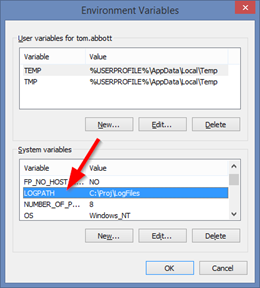 Environment Variables
User variables for tom.abbott
Variable Value
TEMP %USERPROFILE%\AppData\Local\Temp
TMP %USERPROFILE%\AppData\Local\Temp
New... Edit... Delete
System variables
Variable Value
FP_NO_HOST_ NO
LOGPATH C:\Proj\LogFiles
NUMBER_OF_P... 8
OS Windows_NT
New... Edit... Delete
OK Cancel